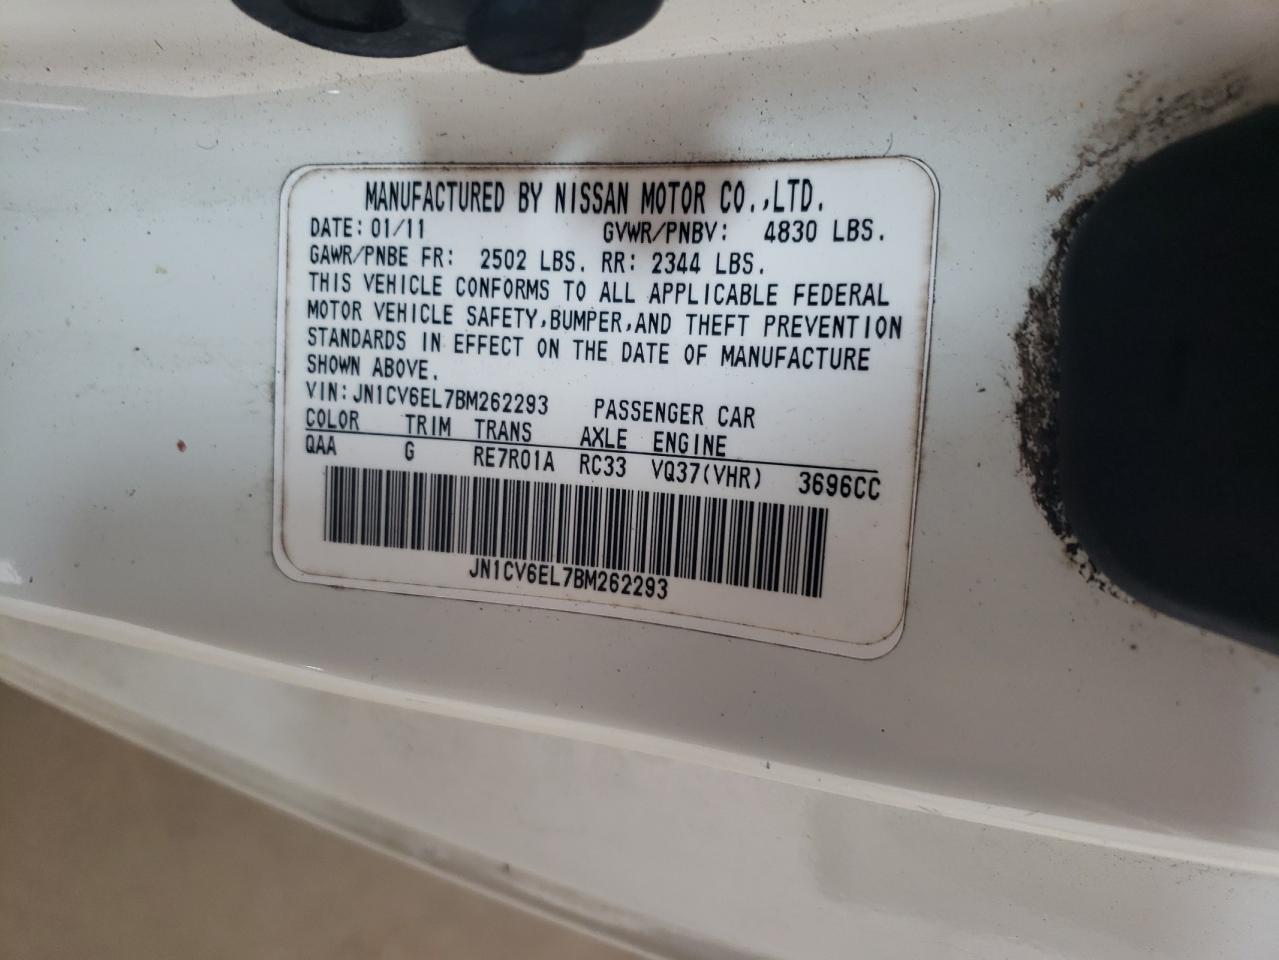 MANUFACTURED BY NISSAN MOTOR CO.,LTD.
DATE: 01/11 GVWR/PNBV: 4830 LBS.
GAWR/PNBE FR: 2502 LBS. RR: 2344 LBS.
THIS VEHICLE CONFORMS TO ALL APPLICABLE FEDERAL
MOTOR VEHICLE SAFETY,BUMPER,AND THEFT PREVENTION
STANDARDS IN EFFECT ON THE DATE OF MANUFACTURE
SHOWN ABOVE.
VIN:JN1CV6EL7BM262293 PASSENGER CAR
COLOR TRIM TRANS AXLE ENGINE
QAA G RE7R01A RC33 VQ37(VHR) 3696CC
JN1CV6EL7BM262293